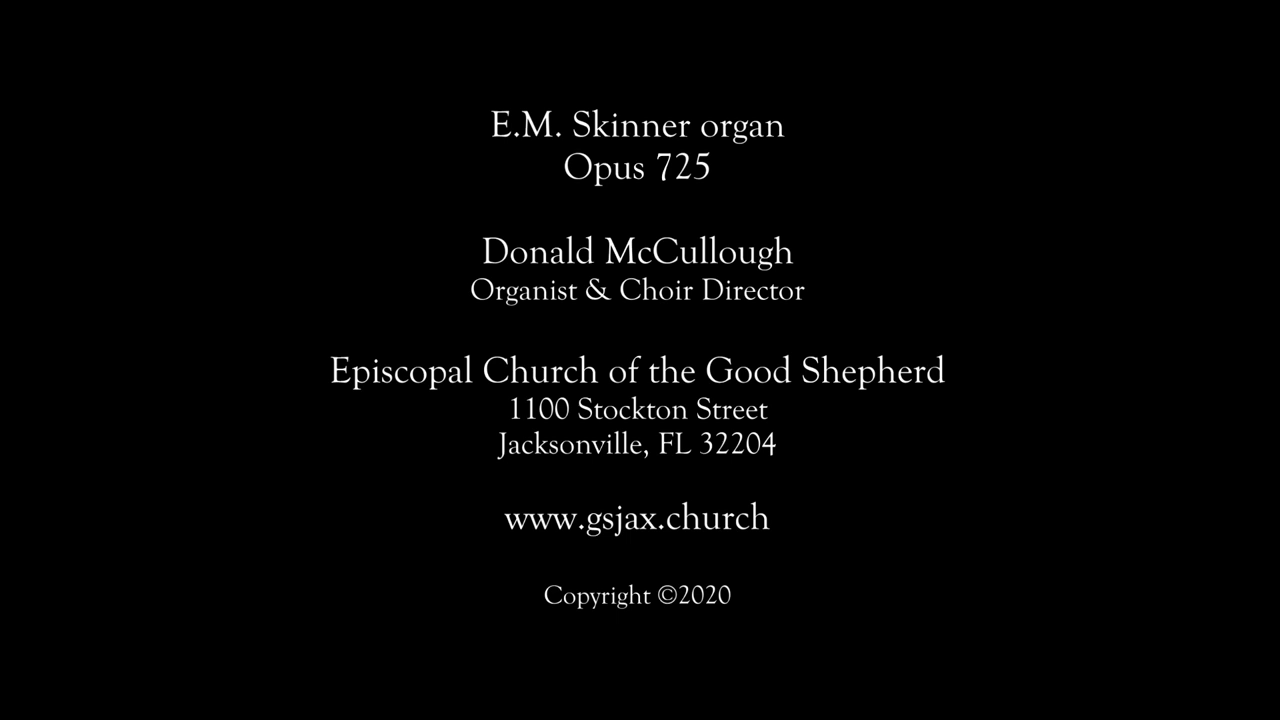 E.M. Skinner organ
Opus 725
Donald McCullough
Organist & Choir Director
Episcopal Church of the Good Shepherd
1100 Stockton Street
Jacksonville, FL 32204
www.gsjax.church
Copyright ©2020